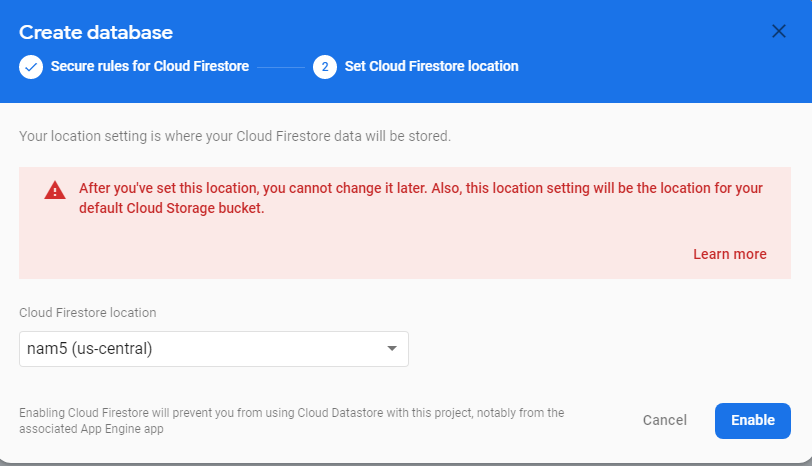 Create database
Secure rules for Cloud Firestore
2 Set Cloud Firestore location
Your location setting is where your Cloud Firestore data will be stored.
After you've set this location, you cannot change it later. Also, this location setting will be the location for your
default Cloud Storage bucket.
Learn more
Cloud Firestore location
nam5 (us-central)
Enabling Cloud Firestore will prevent you from using Cloud Datastore with this project, notably from the
associated App Engine app
Cancel
Enable